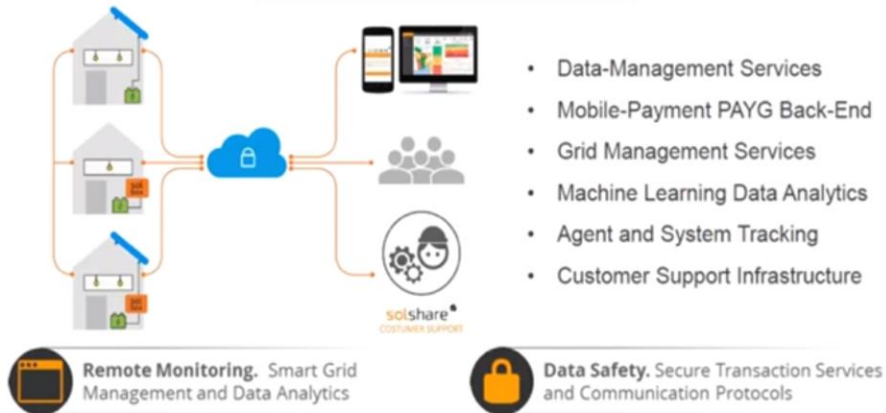 Data-Management Services
Mobile-Payment PAYG Back-End
Grid Management Services
Machine Learning Data Analytics
Agent and System Tracking
Customer Support Infrastructure
solshare
COSTUMER SUPPORT
Remote Monitoring. Smart Grid
Management and Data Analytics
Data Safety. Secure Transaction Services
and Communication Protocols